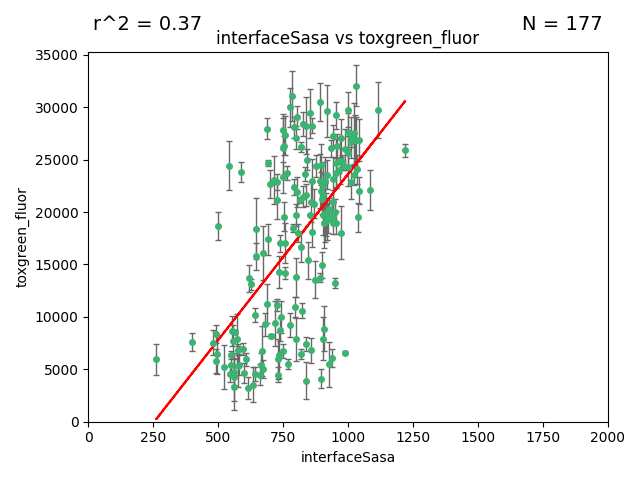 r^2 = 0.37 N = 177
interfaceSasa vs toxgreen_fluor
35000
30000
25000
20000
15000
10000
5000
0
toxgreen_fluor
0 250 500 750 1000 1250 1500 1750 2000
interfaceSasa